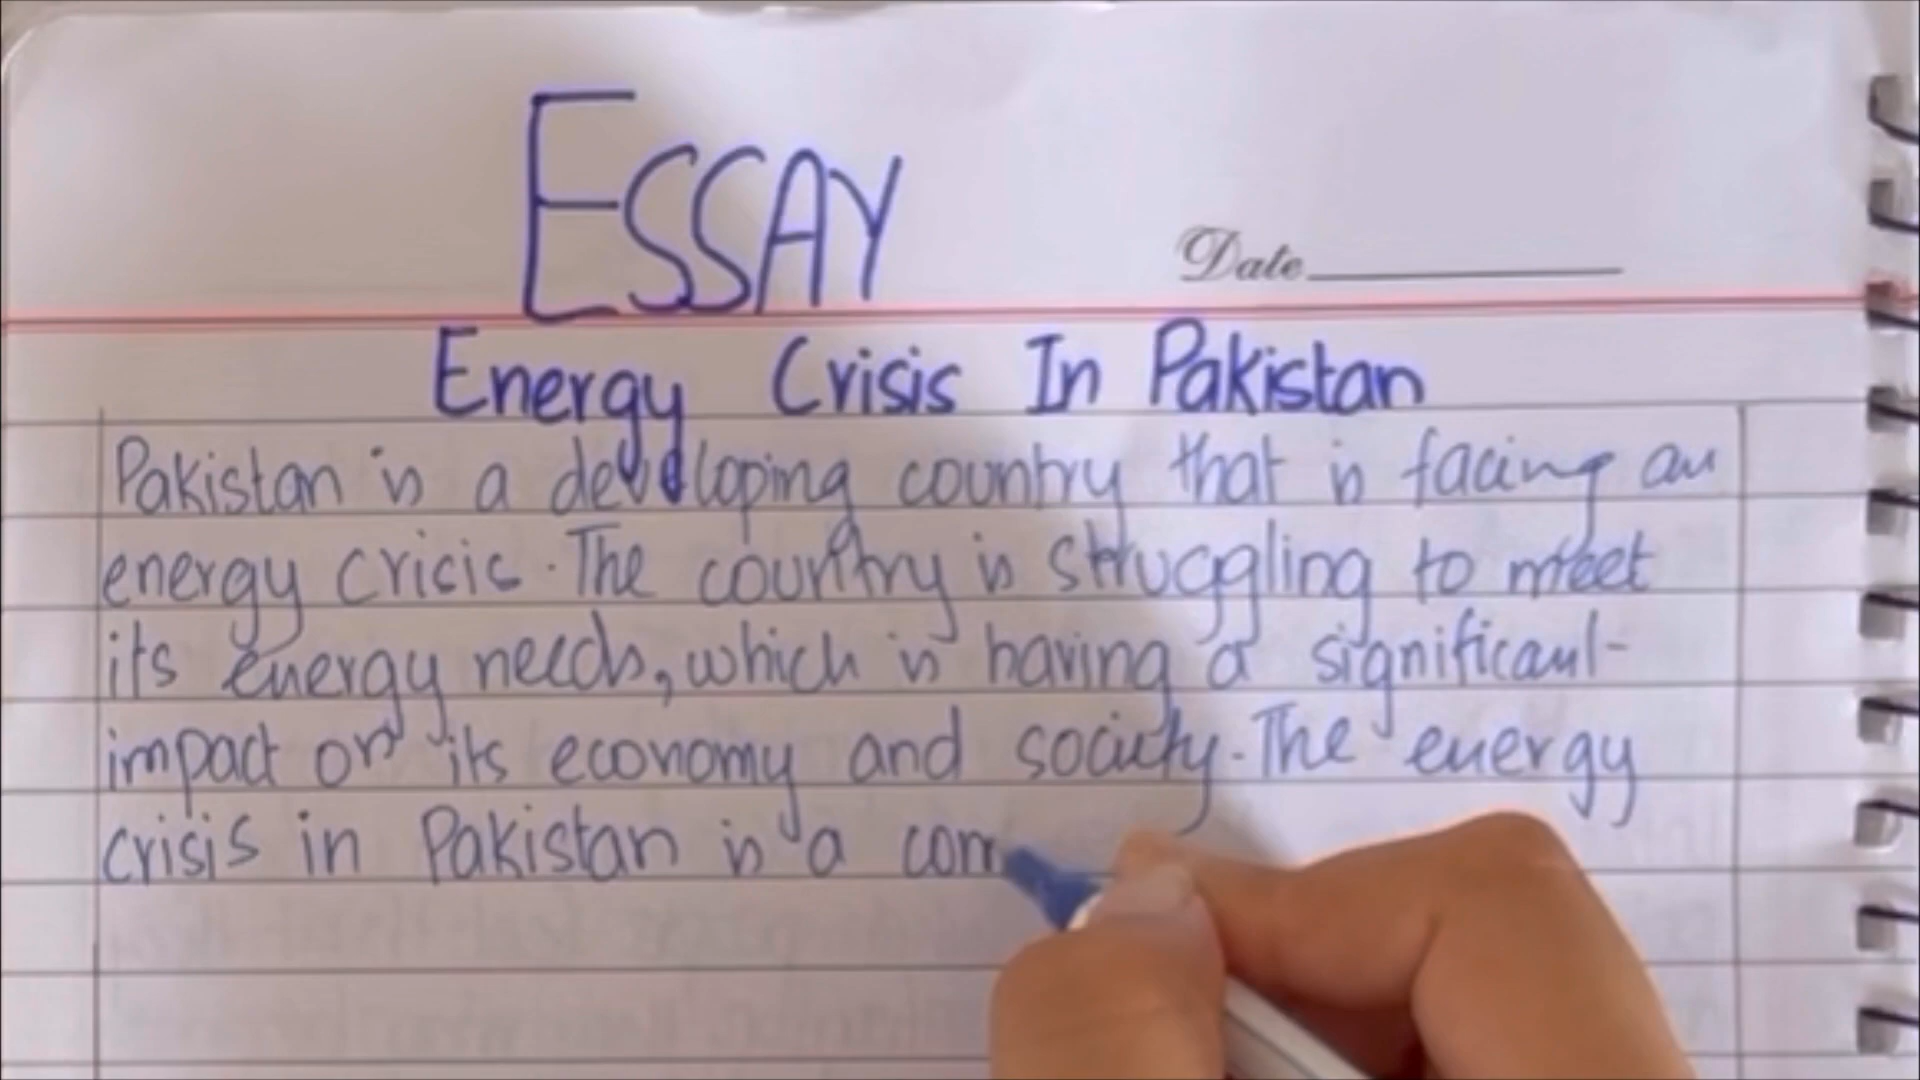 ESSAY
Date
Energy Crisis In Pakistan
Pakistan is a developing country that is facing an
energy crisis. The country is struggling to meet
its energy needs, which is having a significant
impact on its economy and society. The energy
crisis in Pakistan is a com